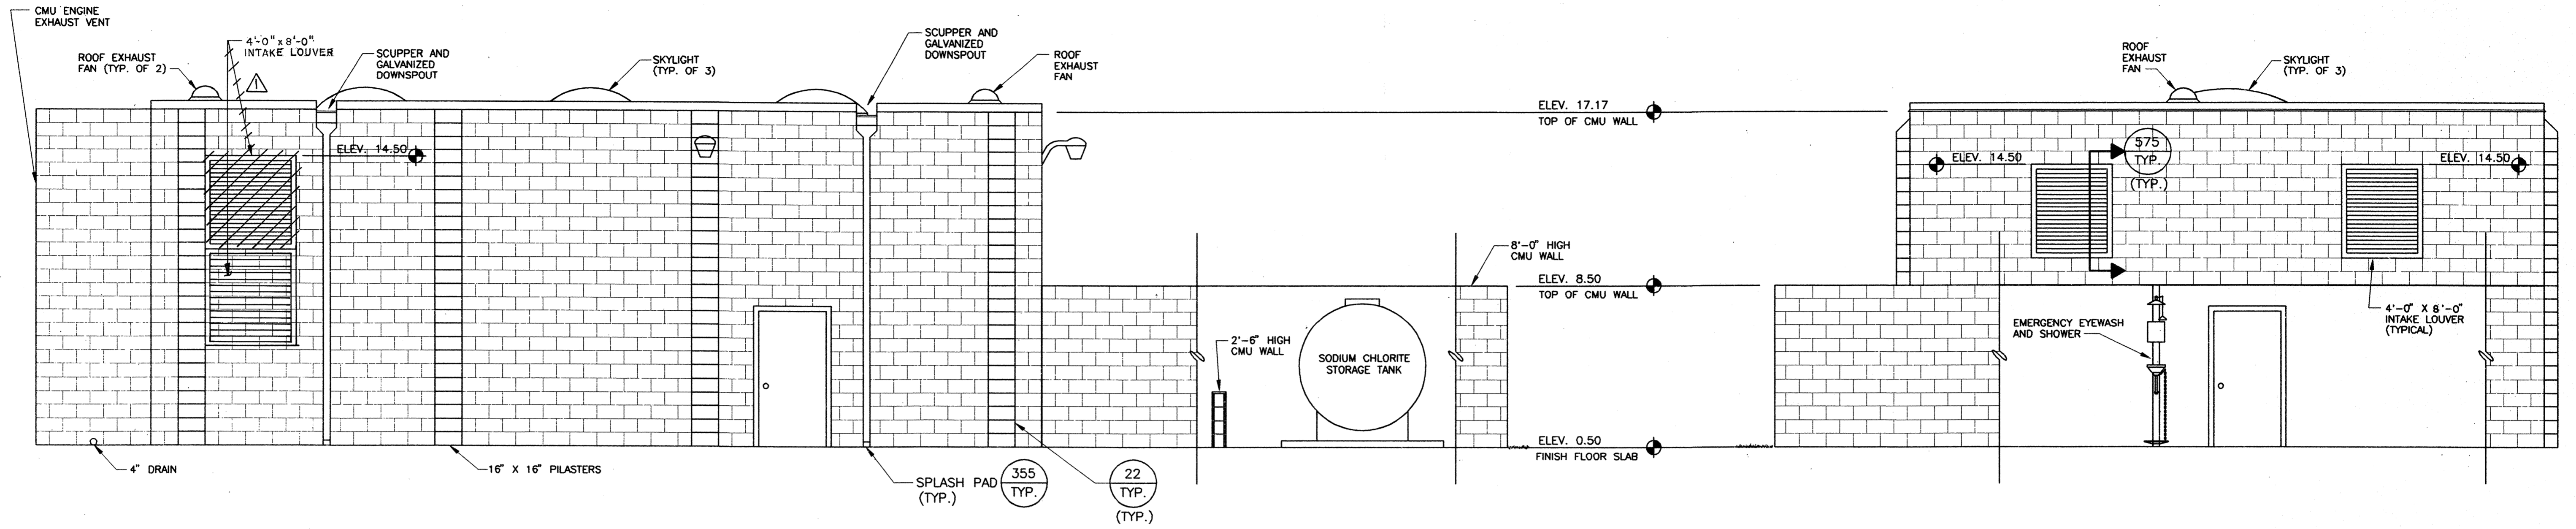 CMU ENGINE
EXHAUST VENT
4'-0"x8'-0"
INTAKE LOUVER
ROOF EXHAUST
FAN (TYP. OF 2)
1
SCUPPER AND
GALVANIZED
DOWNSPOUT
SKYLIGHT
(TYP. OF 3)
SCUPPER AND
GALVANIZED
DOWNSPOUT
ROOF
EXHAUST
FAN
ELEV. 14.50
ELEV. 17.17
TOP OF CMU WALL
ROOF
EXHAUST
FAN
SKYLIGHT
(TYP. OF 3)
575
TYP.
(TYP.)
ELEV. 14.50
ELEV. 14.50
8'-0" HIGH
CMU WALL
ELEV. 8.50
TOP OF CMU WALL
4'-0" X 8'-0"
INTAKE LOUVER
(TYPICAL)
EMERGENCY EYEWASH
AND SHOWER
2'-6" HIGH
CMU WALL
SODIUM CHLORITE
STORAGE TANK
ELEV. 0.50
FINISH FLOOR SLAB
4" DRAIN
16" X 16" PILASTERS
SPLASH PAD
(TYP.)
355
TYP.
22
TYP.
(TYP.)